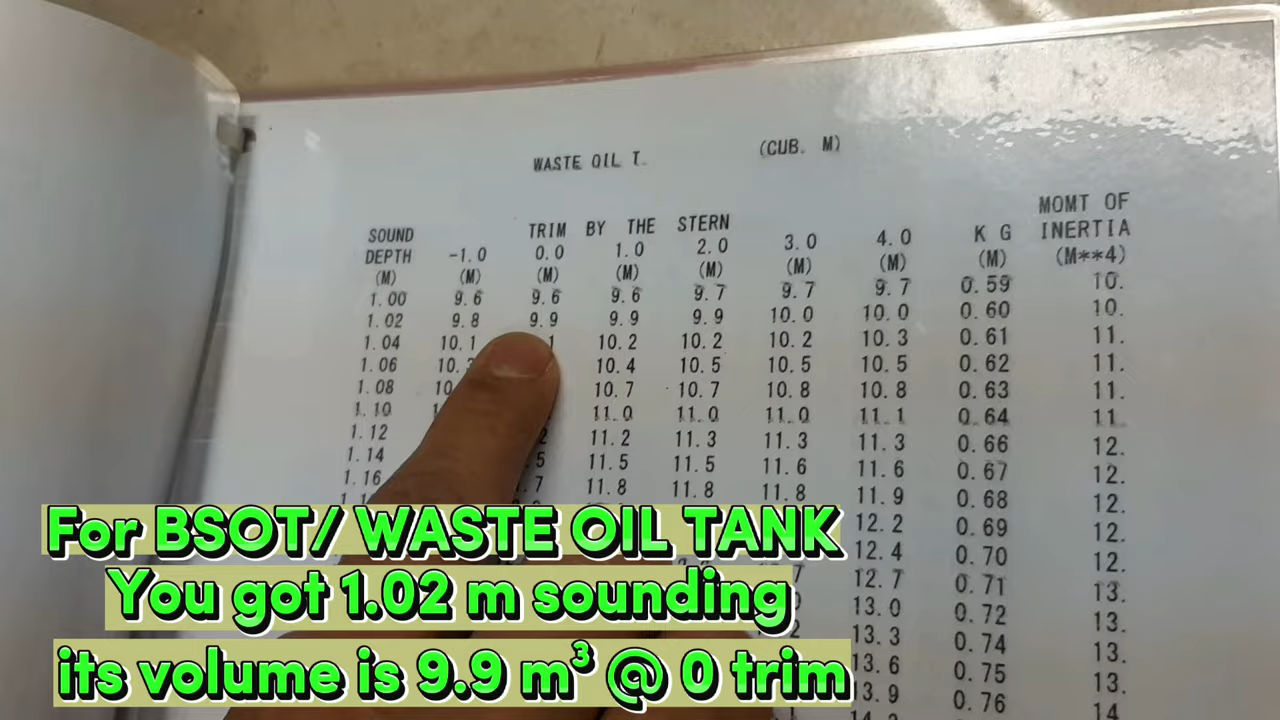 WASTE OIL T. (CUB. M)
MOMT OF
SOUND TRIM BY THE STERN K G INERTIA
DEPTH -1.0 0.0 1.0 2.0 3.0 4.0 (M) (M**4)
(M) (M) (M) (M) (M) (M) (M)
1.00 9.6 9.6 9.6 9.7 9.7 9.7 0.59 10.
1.02 9.8 9.9 9.9 9.9 10.0 10.0 0.60 10.
1.04 10.1 10.2 10.2 10.2 10.3 0.61 11.
1.06 10.4 10.5 10.5 10.5 0.62 11.
1.08 10.7 10.7 10.8 10.8 0.63 11.
1.10 11.0 11.0 11.0 11.1 0.64 11.
1.12 11.2 11.3 11.3 11.3 0.66 12.
1.14 11.5 11.5 11.6 11.6 0.67 12.
1.16 11.8 11.8 11.8 11.9 0.68 12.
12.2 0.69 12.
12.4 0.70 12.
12.7 0.71 13.
13.0 0.72 13.
13.3 0.74 13.
13.6 0.75 13.
13.9 0.76 14
For BSOT/ WASTE OIL TANK
You got 1.02 m sounding
its volume is 9.9 m³ @ 0 trim